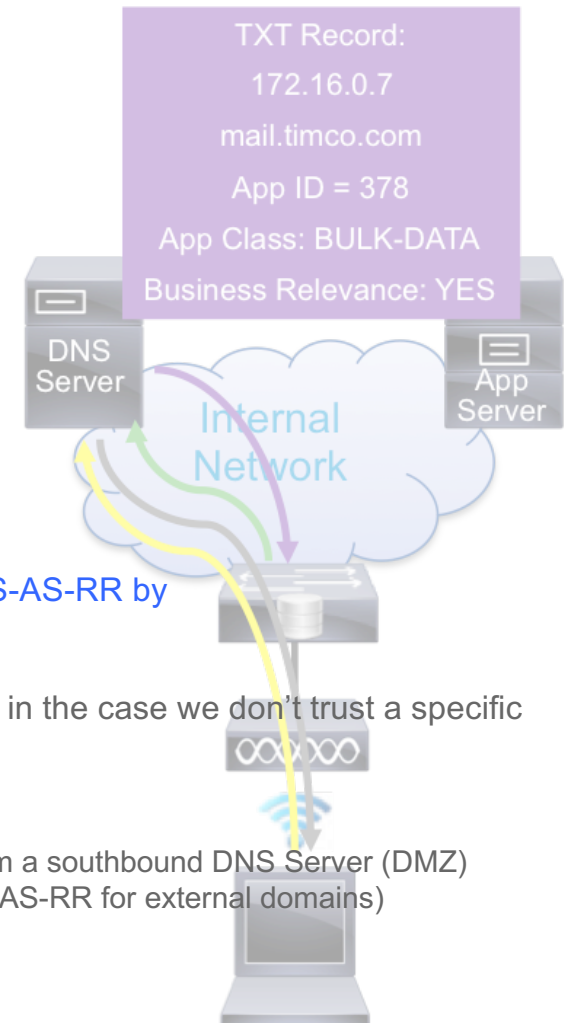 TXT Record:
172.16.0.7
mail.timco.com
App ID = 378
App Class: BULK-DATA
Business Relevance: YES
DNS
Server
App
Server
Internal
Network
S-AS-RR by
in the case we don't trust a specific
m a southbound DNS Server (DMZ)
AS-RR for external domains)